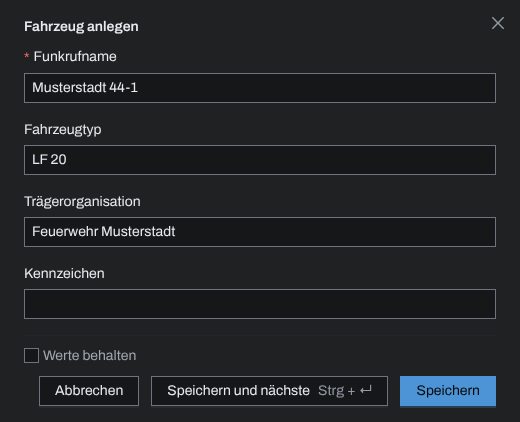 Fahrzeug anlegen
* Funkrufname
Musterstadt 44-1
Fahrzeugtyp
LF 20
Trägerorganisation
Feuerwehr Musterstadt
Kennzeichen
Werte behalten
Abbrechen
Speichern und nächste Strg + ↵
Speichern